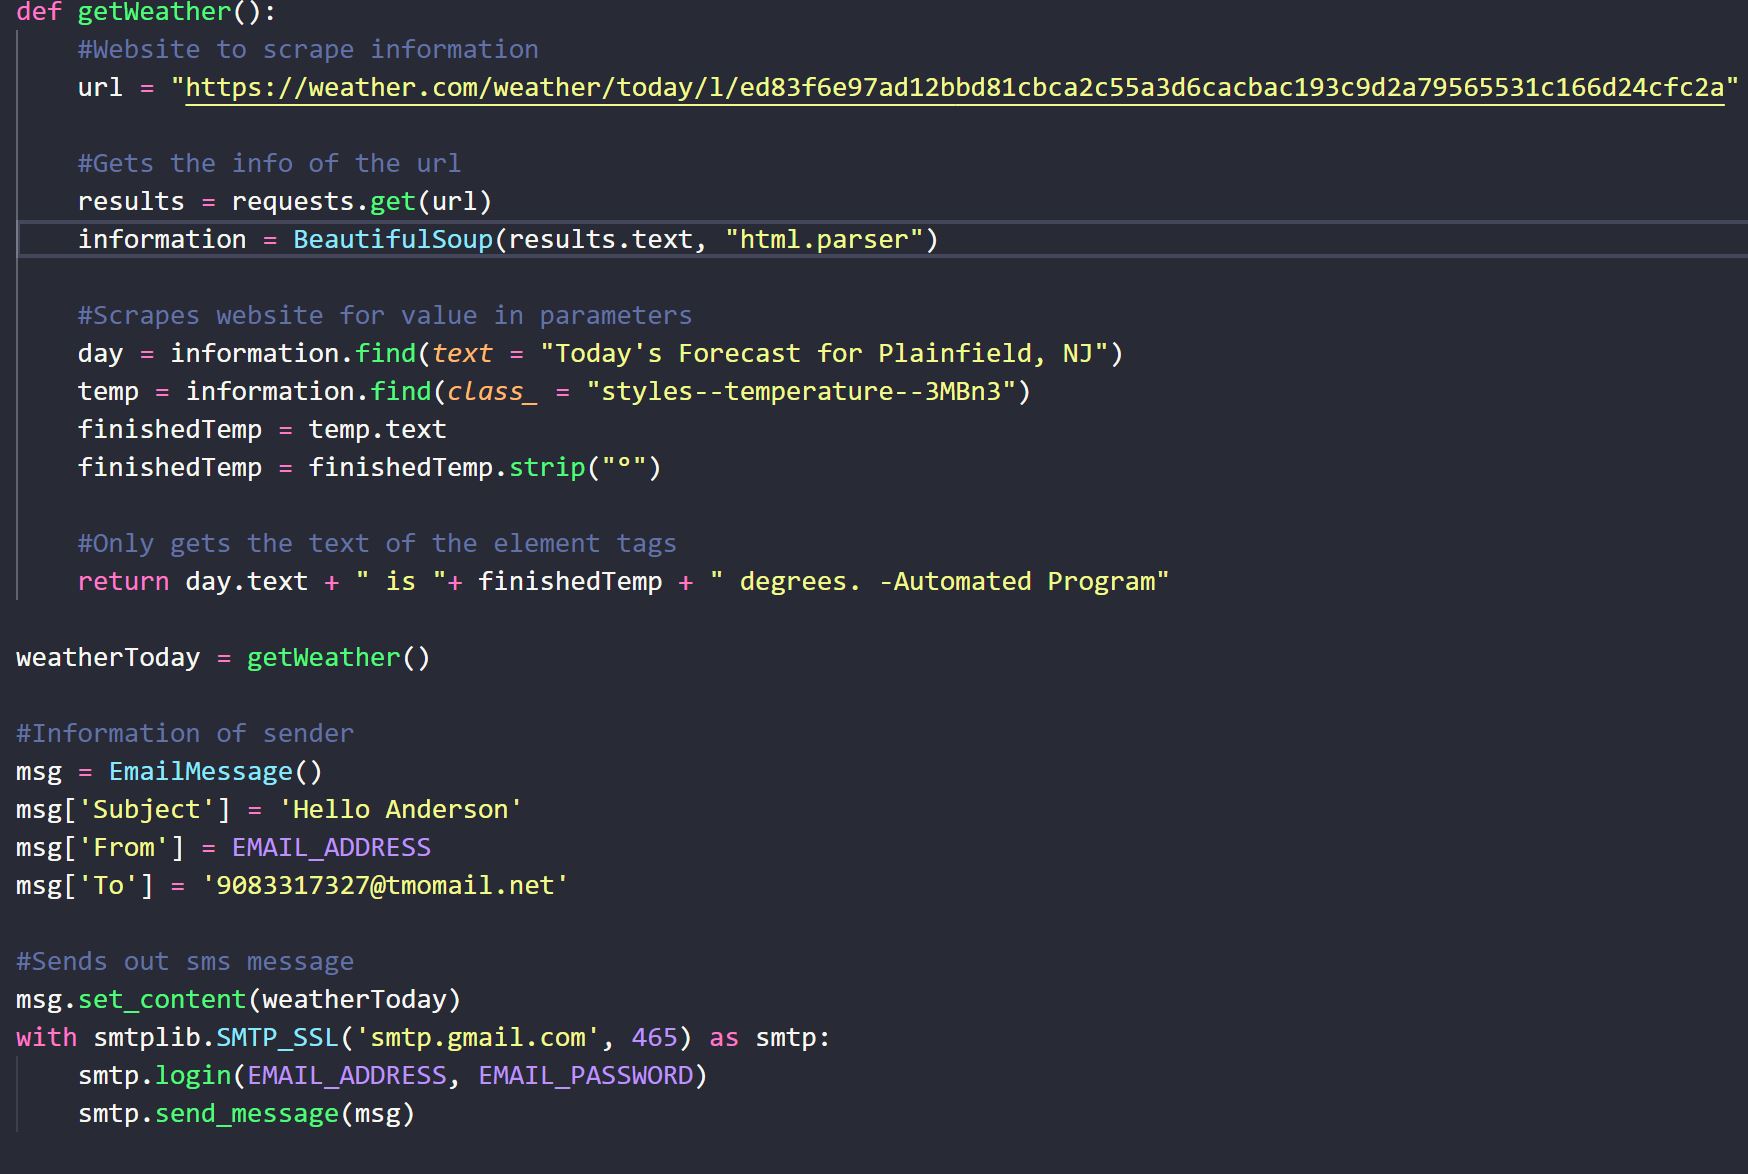 def getWeather():
    #Website to scrape information
    url = "https://weather.com/weather/today/l/ed83f6e97ad12bbd81cbca2c55a3d6cacbac193c9d2a79565531c166d24cfc2a"
    #Gets the info of the url
    results = requests.get(url)
    information = BeautifulSoup(results.text, "html.parser")
    #Scrapes website for value in parameters
    day = information.find(text = "Today's Forecast for Plainfield, NJ")
    temp = information.find(class_ = "styles--temperature--3MBn3")
    finishedTemp = temp.text
    finishedTemp = finishedTemp.strip("°")
    #Only gets the text of the element tags
    return day.text + " is "+ finishedTemp + " degrees. -Automated Program"
weatherToday = getWeather()
#Information of sender
msg = EmailMessage()
msg['Subject'] = 'Hello Anderson'
msg['From'] = EMAIL_ADDRESS
msg['To'] = '9083317327@tmomail.net'
#Sends out sms message
msg.set_content(weatherToday)
with smtplib.SMTP_SSL('smtp.gmail.com', 465) as smtp:
    smtp.login(EMAIL_ADDRESS, EMAIL_PASSWORD)
    smtp.send_message(msg)